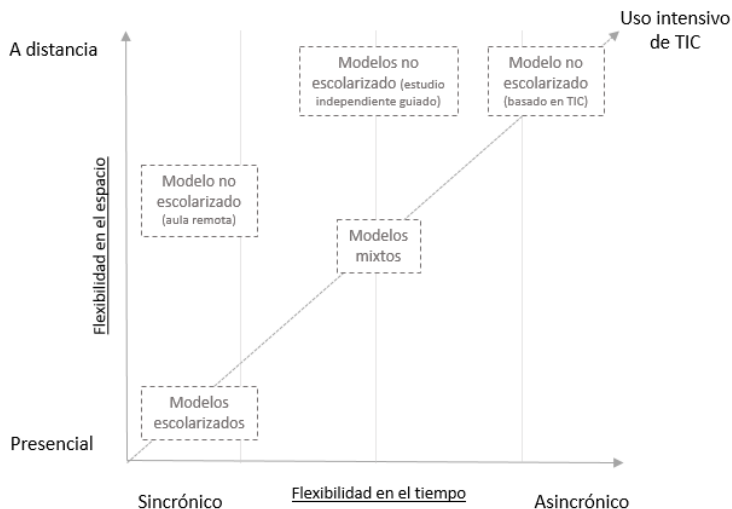 Uso intensivo
de TIC
A distancia
Modelos no
escolarizado (estudio
independiente guiado)
Modelo no
escolarizado
(basado en TIC)
Flexibilidad en el espacio
Modelo no
escolarizado
(aula remota)
Modelos
mixtos
Modelos
escolarizados
Presencial
Sincrónico
Flexibilidad en el tiempo
Asincrónico